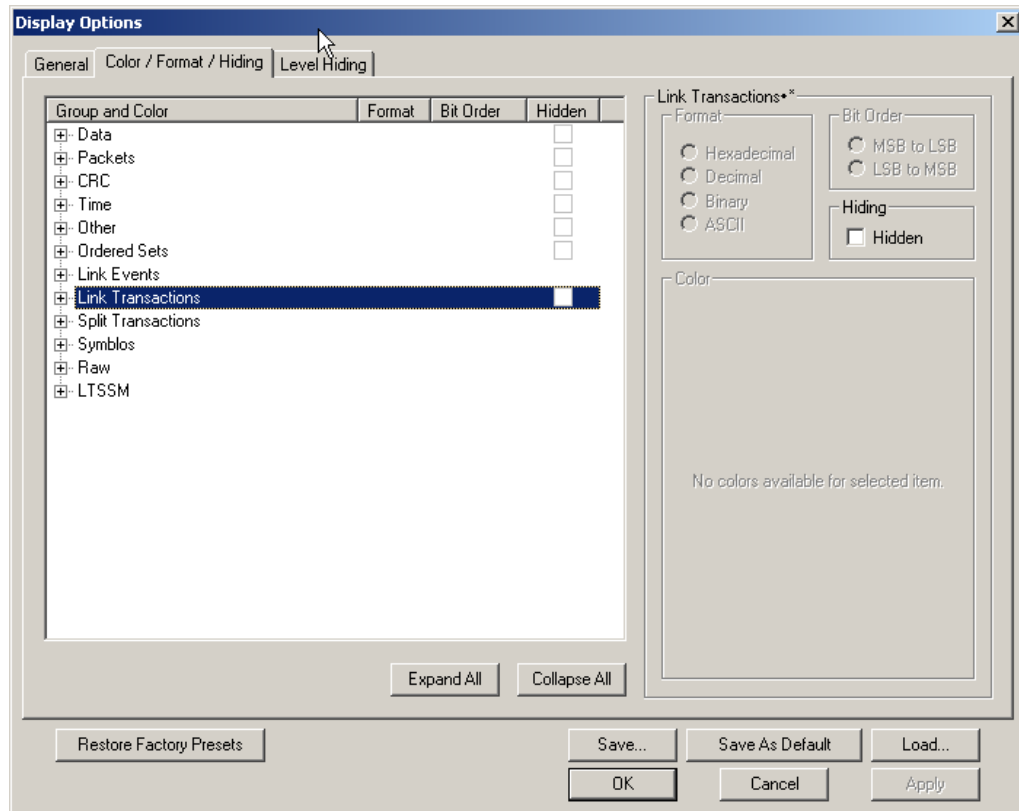 Display Options
General Color / Format / Hiding Level Hiding
Group and Color Format Bit Order Hidden
Data
Packets
CRC
Time
Other
Ordered Sets
Link Events
Link Transactions
Split Transactions
Symblos
Raw
LTSSM
Expand All Collapse All
Link Transactions•*
Format
Hexadecimal
Decimal
Binary
ASCII
Bit Order
MSB to LSB
LSB to MSB
Hiding
Hidden
Color
No colors available for selected item.
Restore Factory Presets Save... Save As Default Load...
OK Cancel Apply